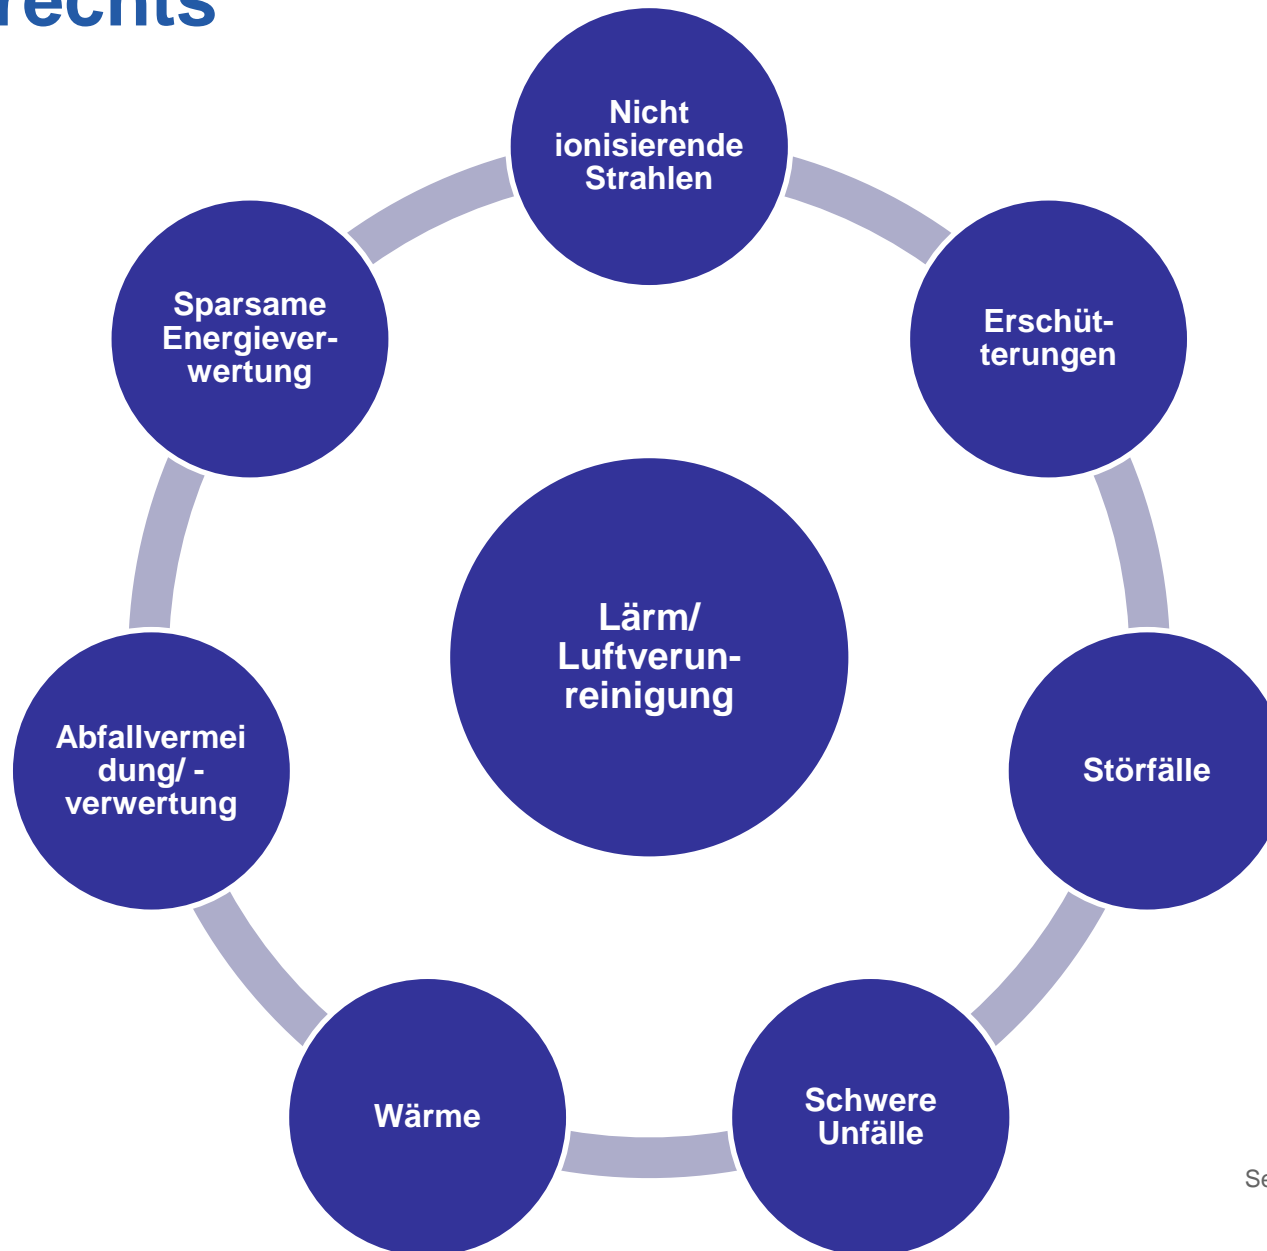 rechts
Nicht
ionisierende
Strahlen
Erschüt-
terungen
Störfälle
Schwere
Unfälle
Wärme
Abfallvermei
dung/ -
verwertung
Sparsame
Energiever-
wertung
Lärm/
Luftverun-
reinigung
Se